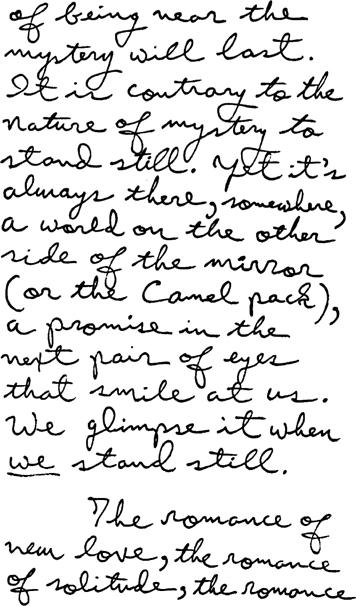 of being near the
mystery will last.
It is contrary to the
nature of mystery to
stand still. Yet it's
always there, somewhere,
a world on the other
side of the mirror
(or the Camel pack),
a promise in the
next pair of eyes
that smile at us.
We glimpse it when
we stand still.
The romance of
new love, the romance
of solitude, the romance